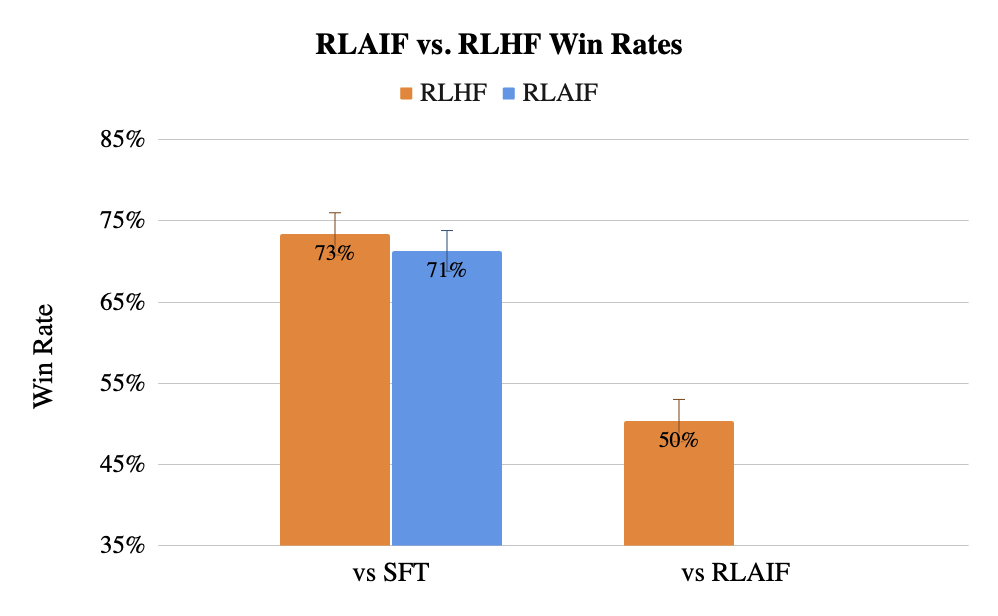 RLAIF vs. RLHF Win Rates
RLHF RLAIF
85%
75%
65%
55%
45%
35%
Win Rate
73%
71%
50%
vs SFT
vs RLAIF